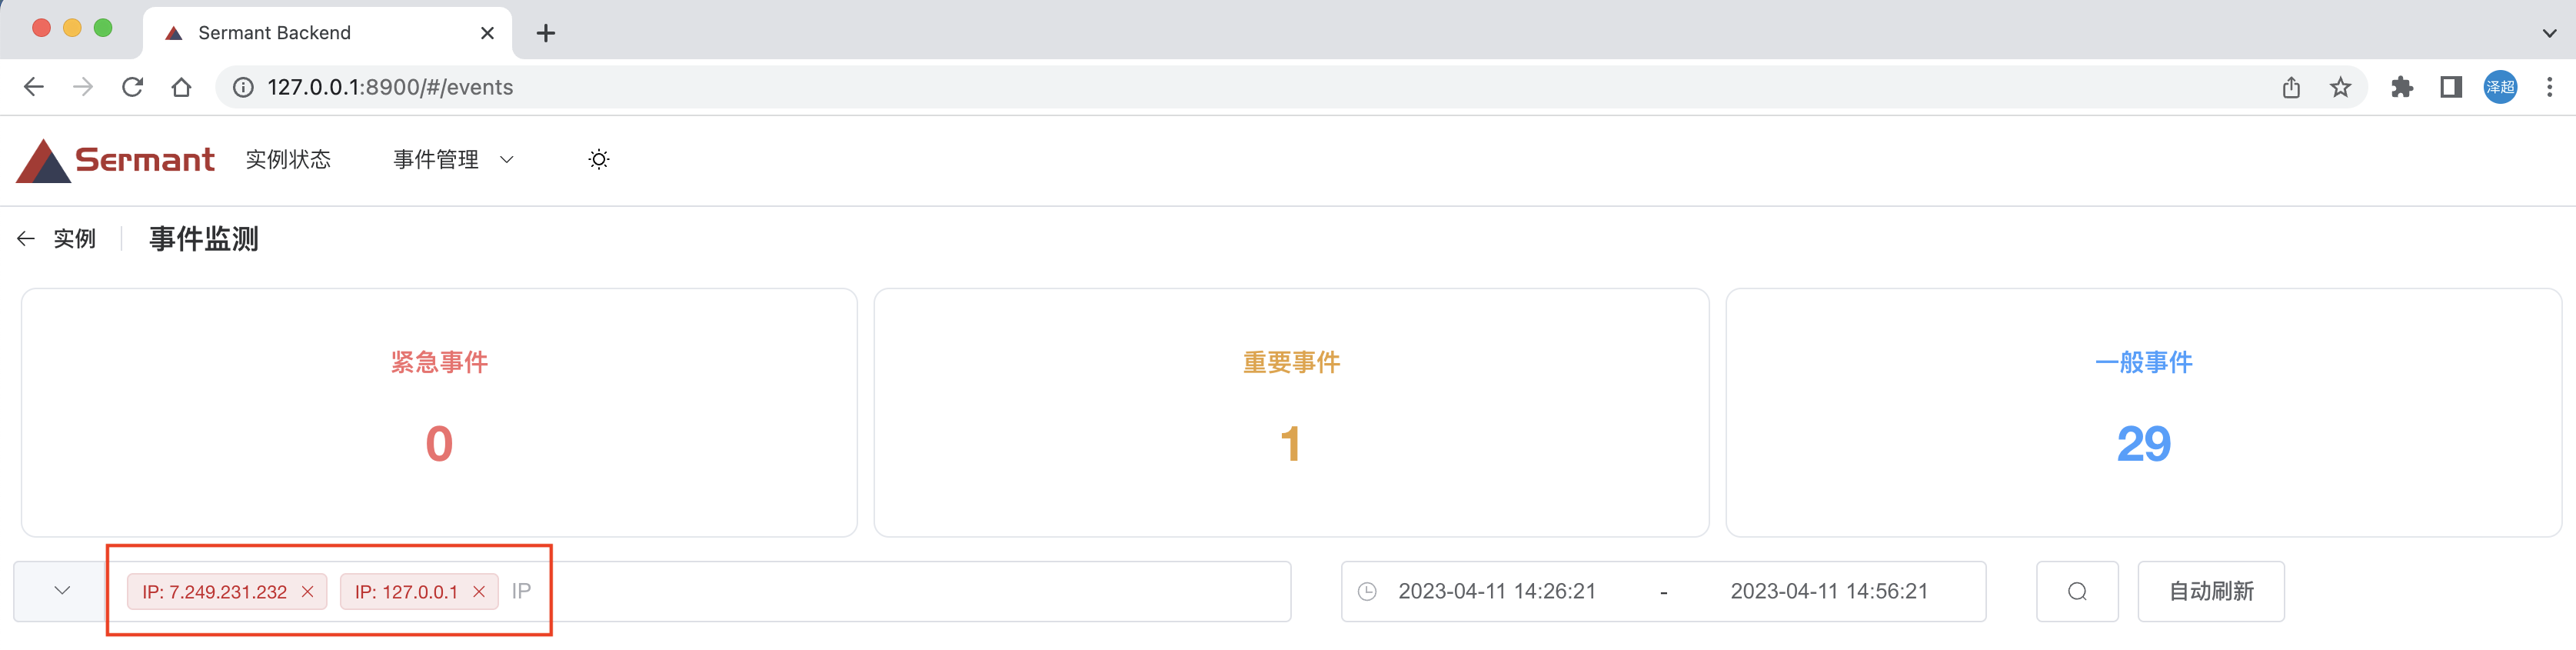 Sermant Backend
127.0.0.1:8900/#/events
泽超
Sermant 实例状态 事件管理
实例 事件监测
紧急事件 重要事件 一般事件
0 1 29
IP: 7.249.231.232 IP: 127.0.0.1 IP 2023-04-11 14:26:21 - 2023-04-11 14:56:21 自动刷新